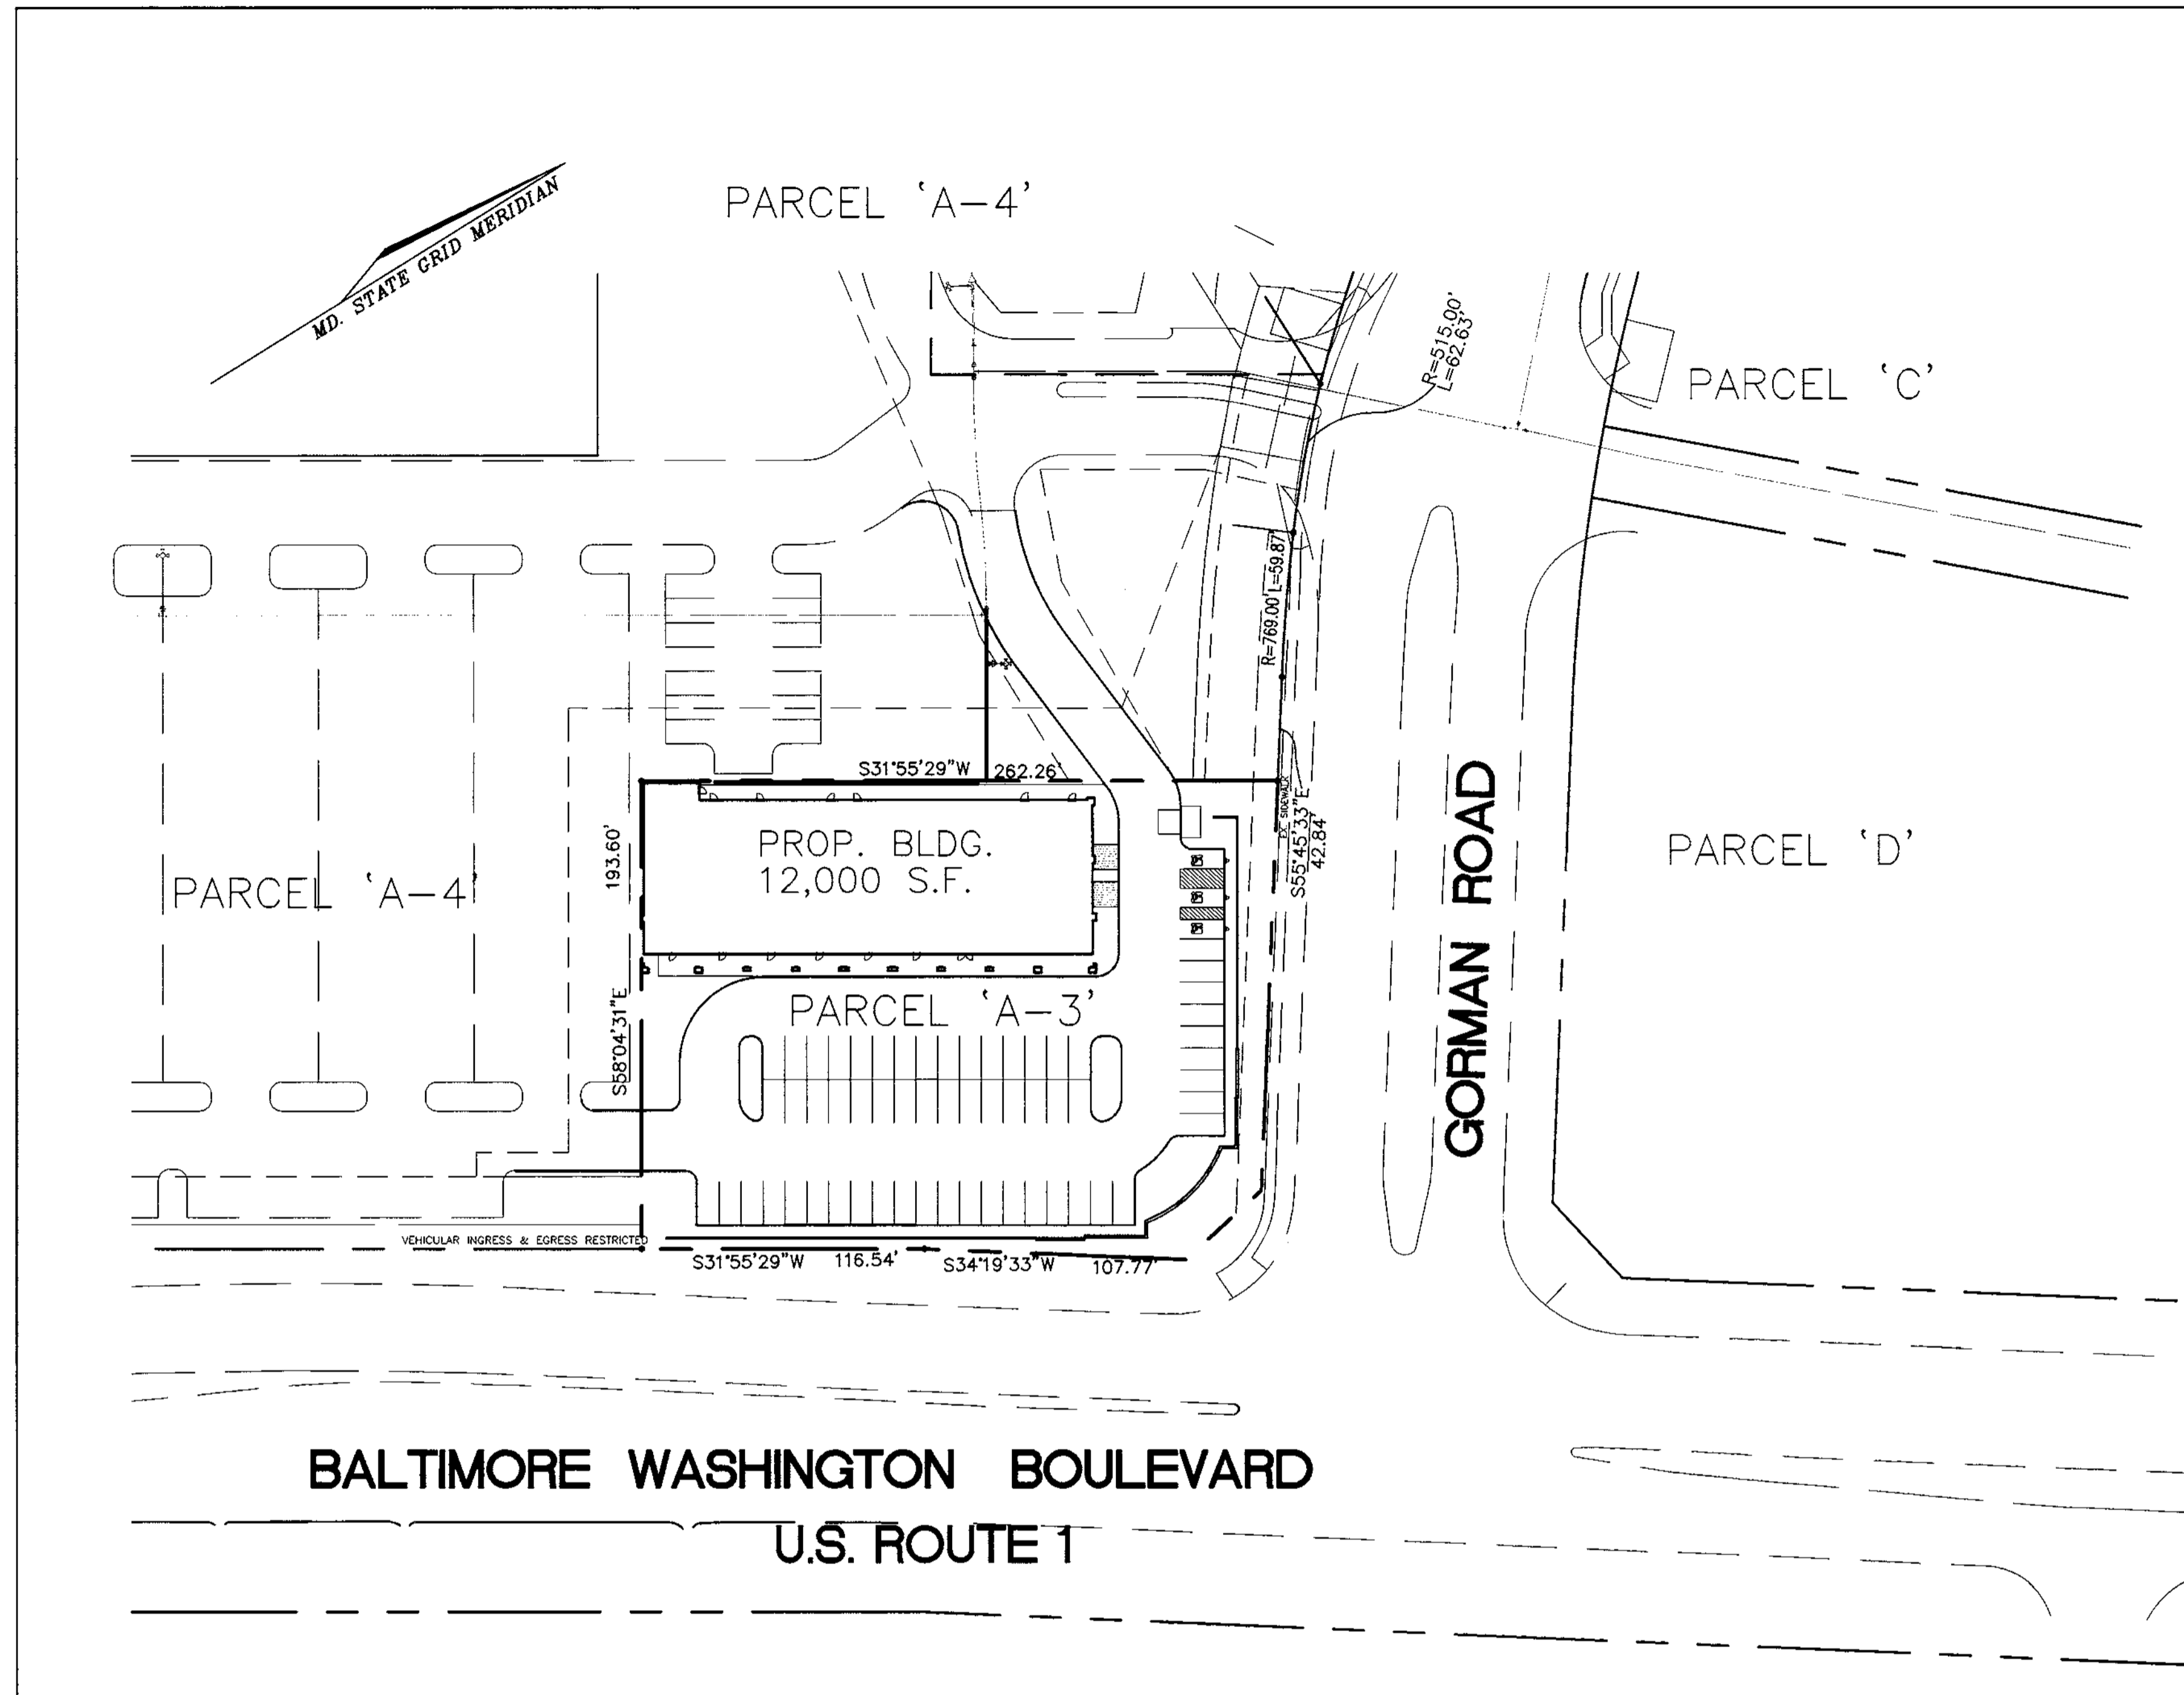 PARCEL 'A-4'
MD. STATE GRID MERIDIAN
R=515.00'
L=62.63'
PARCEL 'C'
R=769.00' L=59.87'
S31°55'29"W 262.26'
EX. SIDEWALK
S55°45'33"E
42.84'
193.60'
PROP. BLDG.
12,000 S.F.
PARCEL 'A-4'
PARCEL 'D'
GORMAN ROAD
S58°04'31"E
PARCEL 'A-3'
VEHICULAR INGRESS & EGRESS RESTRICTED
S31°55'29"W 116.54' S34°19'33"W 107.77'
BALTIMORE WASHINGTON BOULEVARD
U.S. ROUTE 1